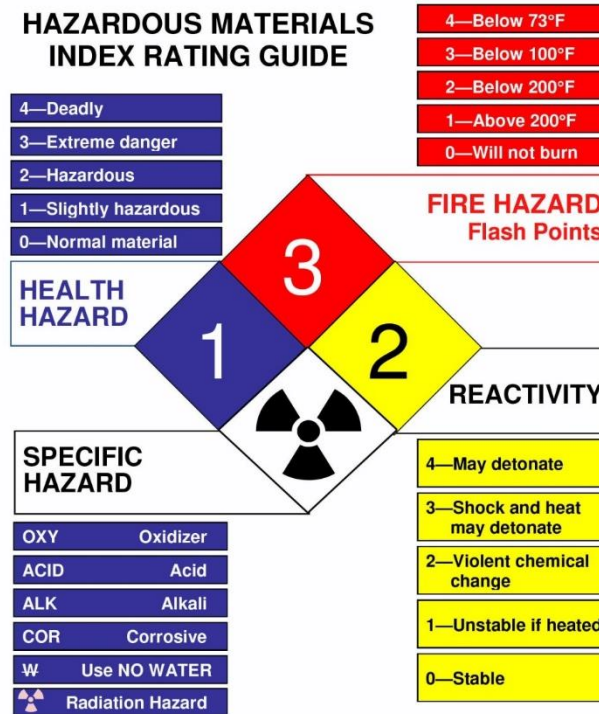 HAZARDOUS MATERIALS
INDEX RATING GUIDE
4—Deadly
3—Extreme danger
2—Hazardous
1—Slightly hazardous
0—Normal material
HEALTH
HAZARD
4—Below 73°F
3—Below 100°F
2—Below 200°F
1—Above 200°F
0—Will not burn
FIRE HAZARD
Flash Points
3
1
2
REACTIVITY
4—May detonate
3—Shock and heat
may detonate
2—Violent chemical
change
1—Unstable if heated
0—Stable
SPECIFIC
HAZARD
OXY Oxidizer
ACID Acid
ALK Alkali
COR Corrosive
W Use NO WATER
Radiation Hazard